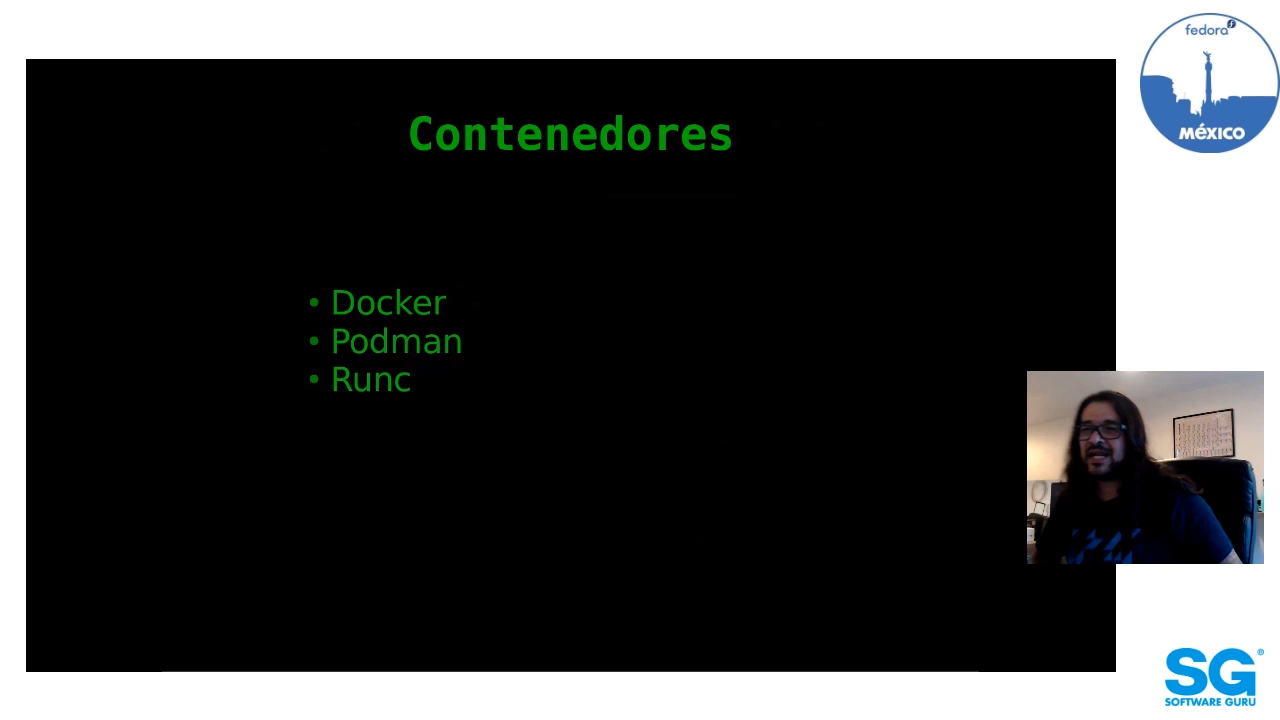 fedora
MéXICO
Contenedores
• Docker
• Podman
• Runc
SG
SOFTWARE GURU